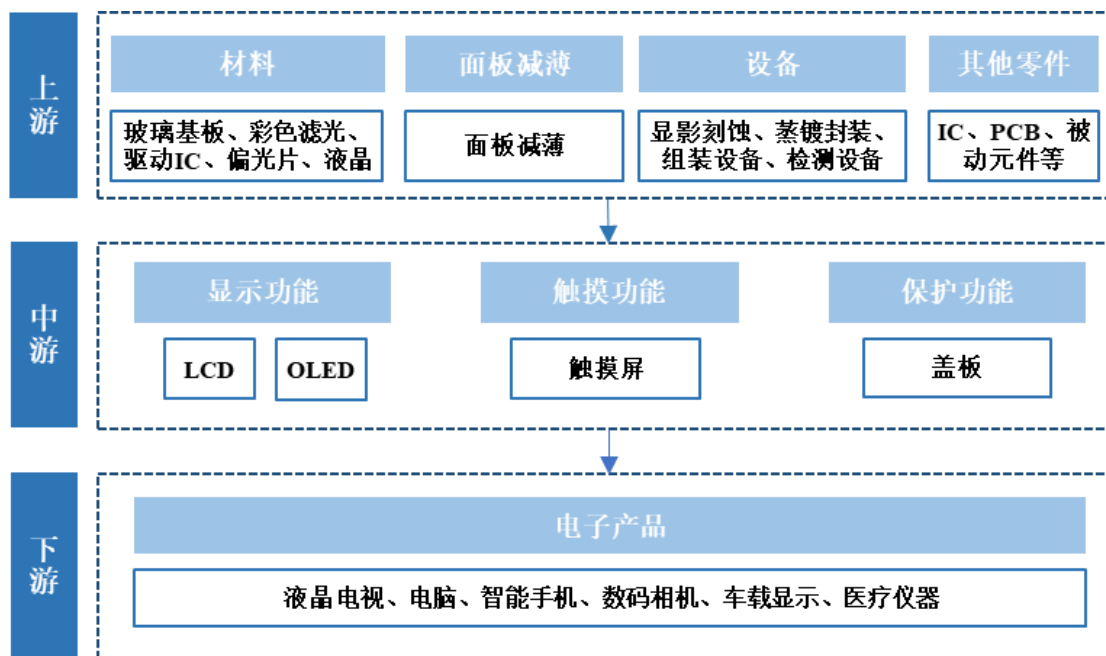 上游
材料
面板减薄
设备
其他零件
玻璃基板、彩色滤光、
驱动IC、偏光片、液晶
面板减薄
显影刻蚀、蒸镀封装、
组装设备、检测设备
IC、PCB、被
动元件等
中游
显示功能
触摸功能
保护功能
LCD
OLED
触摸屏
盖板
下游
电子产品
液晶电视、电脑、智能手机、数码相机、车载显示、医疗仪器